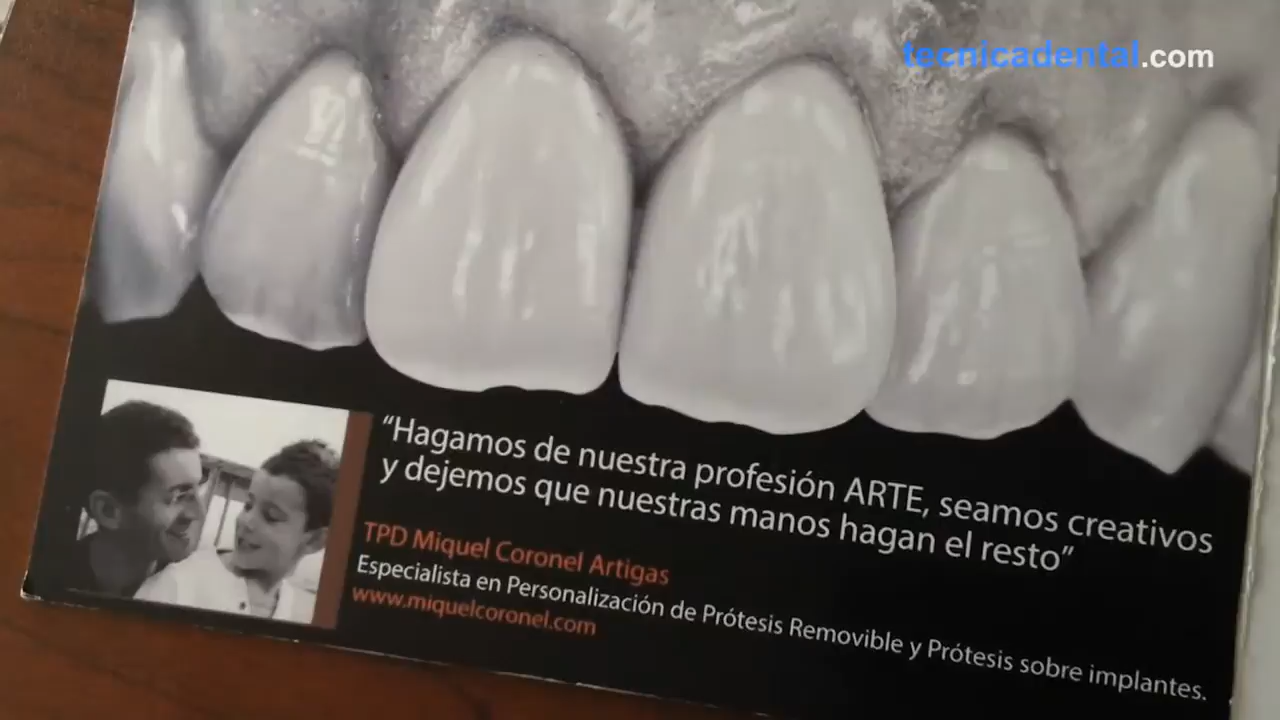 tecnicadental.com
“Hagamos de nuestra profesión ARTE, seamos creativos
y dejemos que nuestras manos hagan el resto”
TPD Miquel Coronel Artigas
Especialista en Personalización de Prótesis Removible y Prótesis sobre implantes.
www.miquelcoronel.com